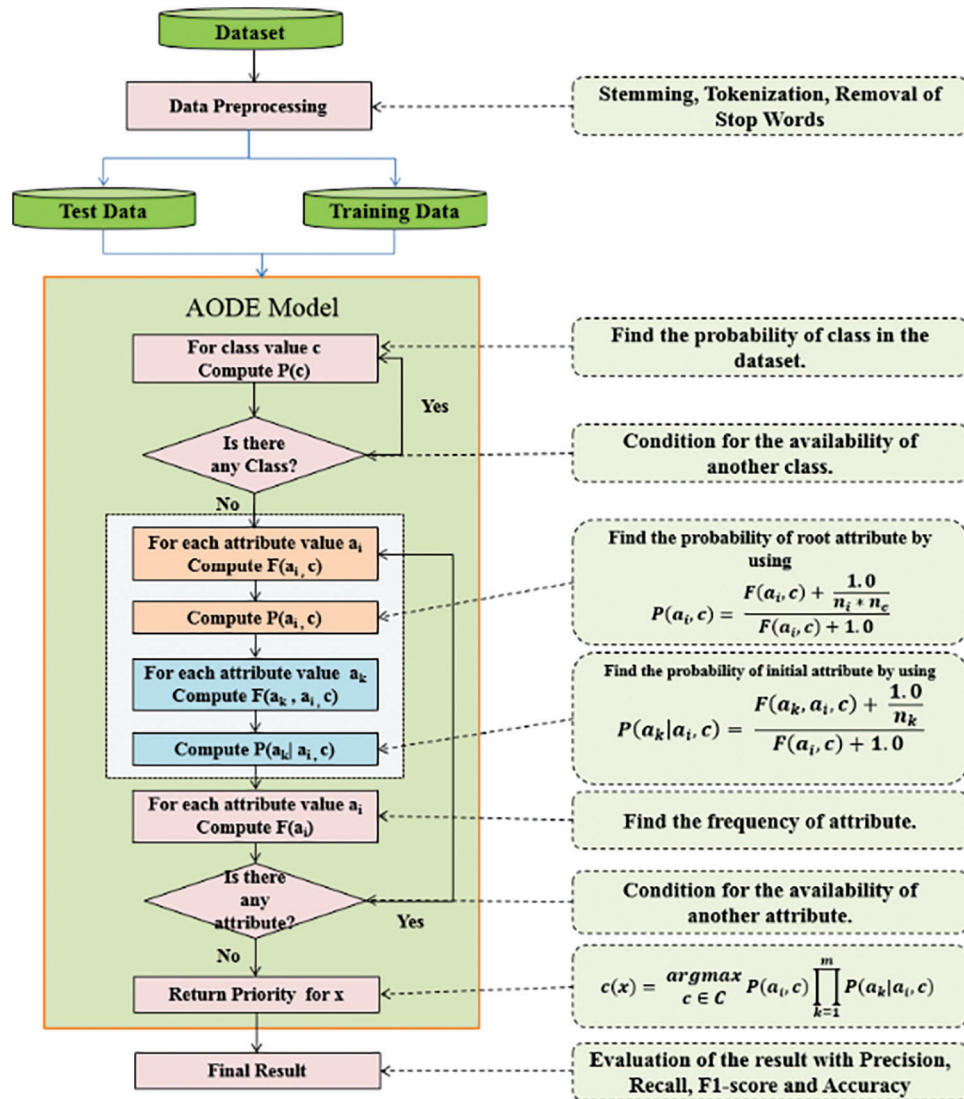 Dataset
Data Preprocessing
Stemming, Tokenization, Removal of
Stop Words
Test Data
Training Data
AODE Model
For class value c
Compute P(c)
Find the probability of class in the
dataset.
Yes
Is there
any Class?
Condition for the availability of
another class.
No
For each attribute value aᵢ
Compute F(aᵢ, c)
Find the probability of root attribute by
using
P(aᵢ, c) = (F(aᵢ, c) + 1.0 / (nᵢ * n_c)) / (F(aᵢ, c) + 1.0)
Compute P(aᵢ, c)
For each attribute value aₖ
Compute F(aₖ , aᵢ, c)
Find the probability of initial attribute by using
P(aₖ|aᵢ, c) = (F(aₖ, aᵢ, c) + 1.0 / nₖ) / (F(aᵢ, c) + 1.0)
Compute P(aₖ| aᵢ, c)
For each attribute value aᵢ
Compute F(aᵢ)
Find the frequency of attribute.
Is there
any
attribute?
Yes
Condition for the availability of
another attribute.
No
Return Priority for x
c(x) = argmax c ∈ C P(aᵢ, c) ∏ₖ₌₁ᵐ P(aₖ|aᵢ, c)
Final Result
Evaluation of the result with Precision,
Recall, F1-score and Accuracy